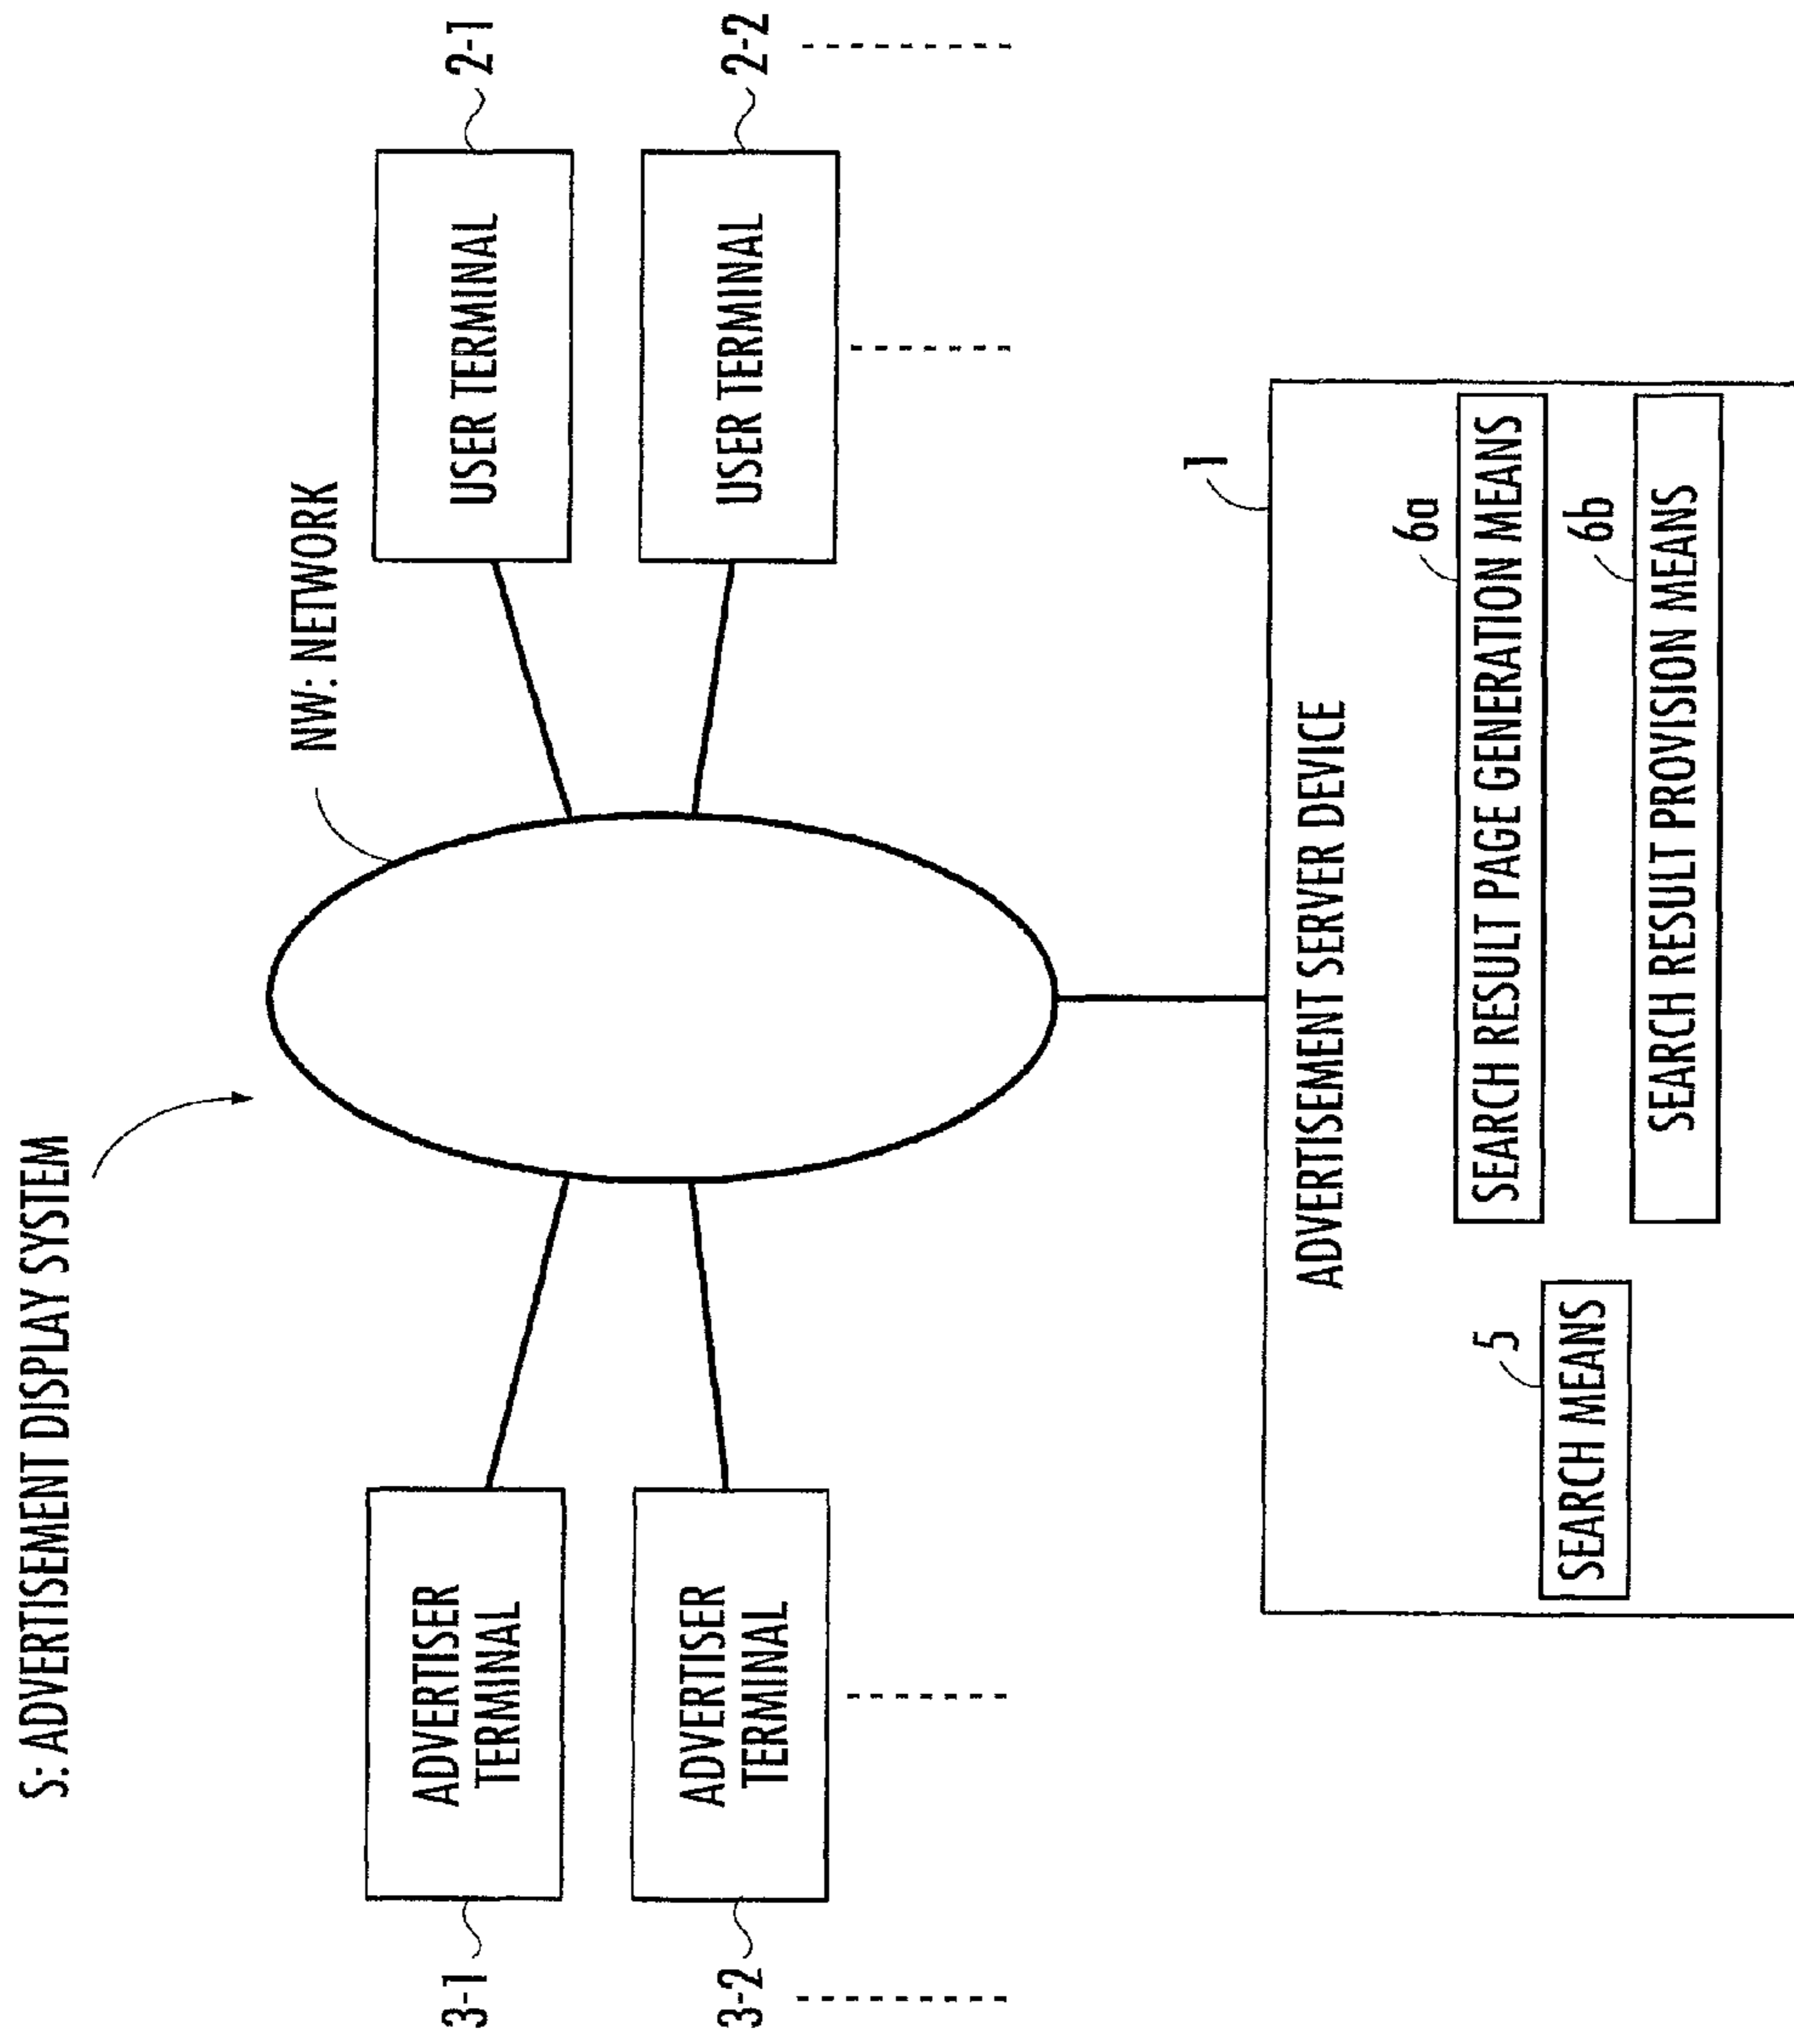 S: ADVERTISEMENT DISPLAY SYSTEM
NW: NETWORK
3-1
ADVERTISER
TERMINAL
USER TERMINAL
2-1
3-2
ADVERTISER
TERMINAL
USER TERMINAL
2-2
1
ADVERTISEMENT SERVER DEVICE
5
SEARCH MEANS
6a
SEARCH RESULT PAGE GENERATION MEANS
6b
SEARCH RESULT PROVISION MEANS